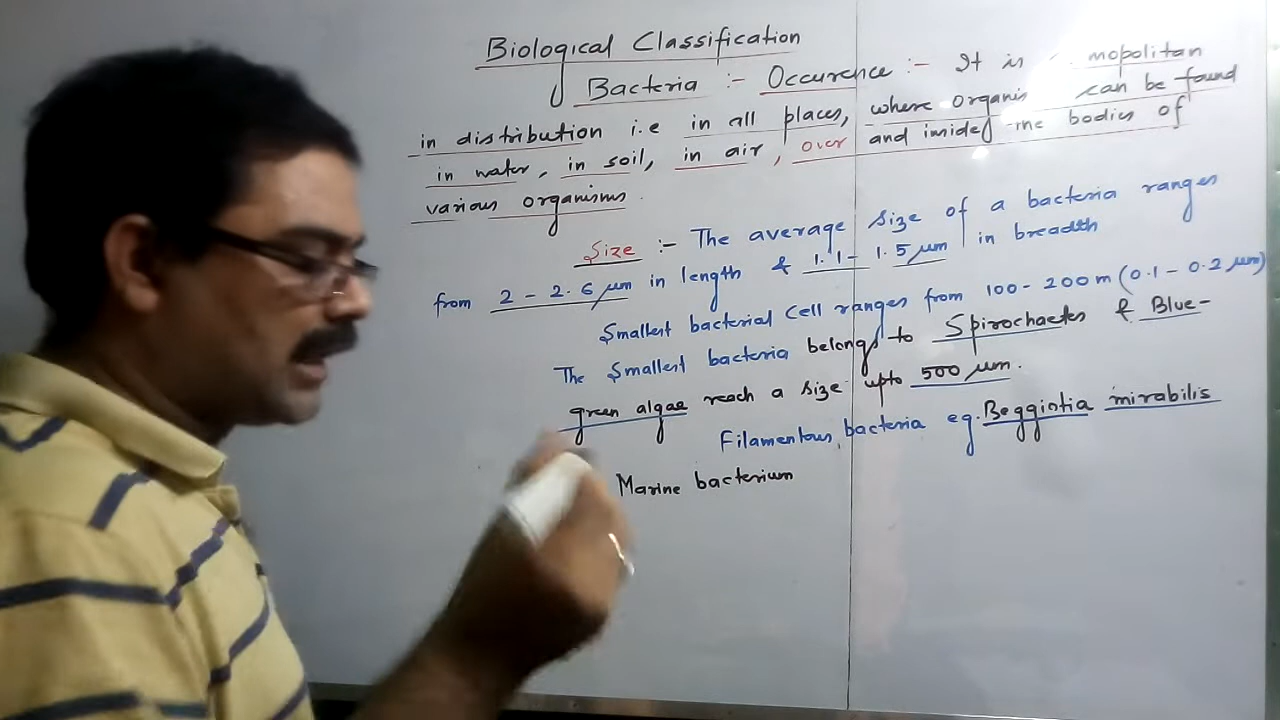 Biological Classification
Bacteria :- Occurence :- It is mopolitan
in distribution i.e in all places, where organis can be found
in water, in soil, in air, over and inside the bodies of
various organisms.
Size :- The average size of a bacteria ranges
from 2 - 2.6 μm in length & 1.1 - 1.5 μm in breadth
Smallest bacterial cell ranges from 100 - 200 m (0.1 - 0.2 μm)
The smallest bacteria belongs to Spirochaetes & Blue-
green algae reach a size upto 500 μm.
Filamentous bacteria eg. Beggiotia mirabilis
Marine bacterium